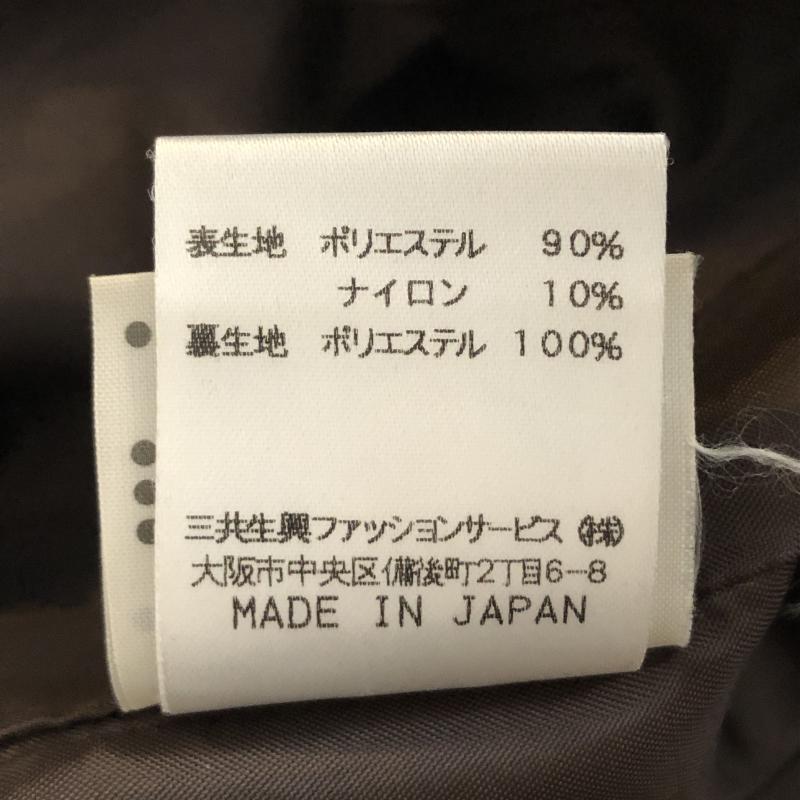 表生地 ポリエステル 90%
ナイロン 10%
裏生地 ポリエステル 100%
三共生興ファッションサービス ㈱
大阪市中央区備後町2丁目6-8
MADE IN JAPAN